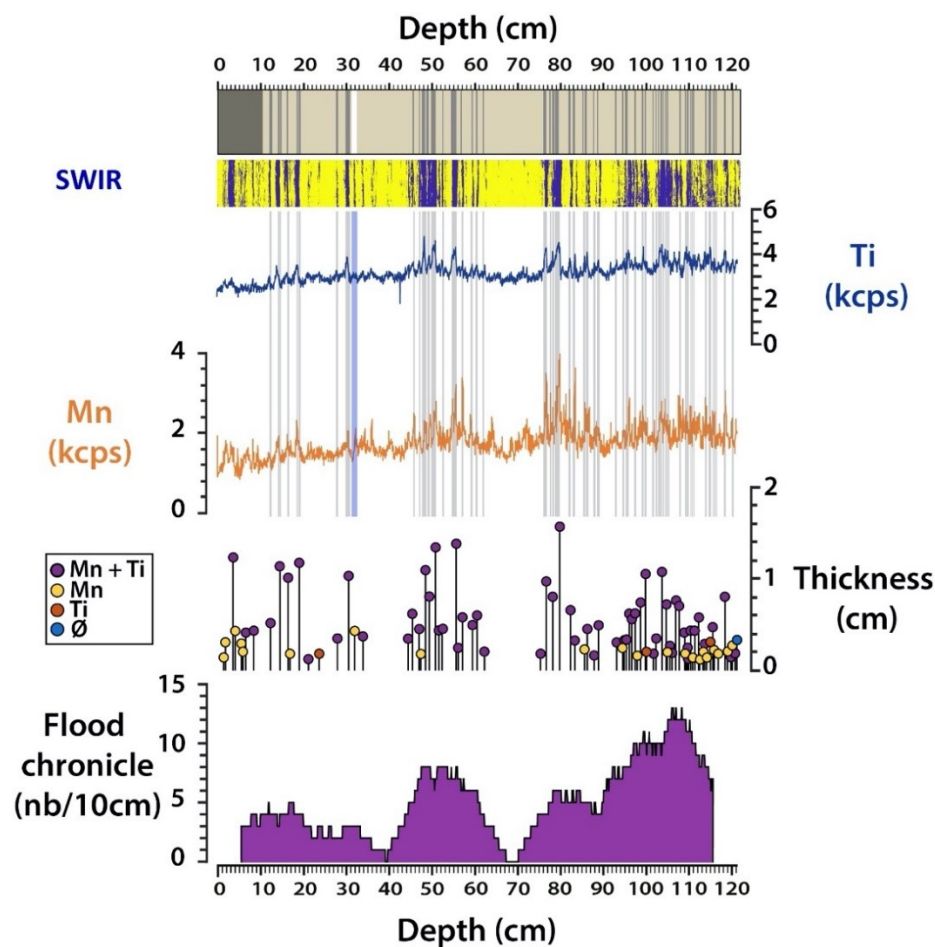 Depth (cm)
0 10 20 30 40 50 60 70 80 90 100 110 120
SWIR
6
4
2
0
Ti
(kcps)
4
2
0
Mn
(kcps)
2
1
0
Thickness
(cm)
Mn + Ti
Mn
Ti
Ø
15
10
5
0
Flood
chronicle
(nb/10cm)
0 10 20 30 40 50 60 70 80 90 100 110 120
Depth (cm)